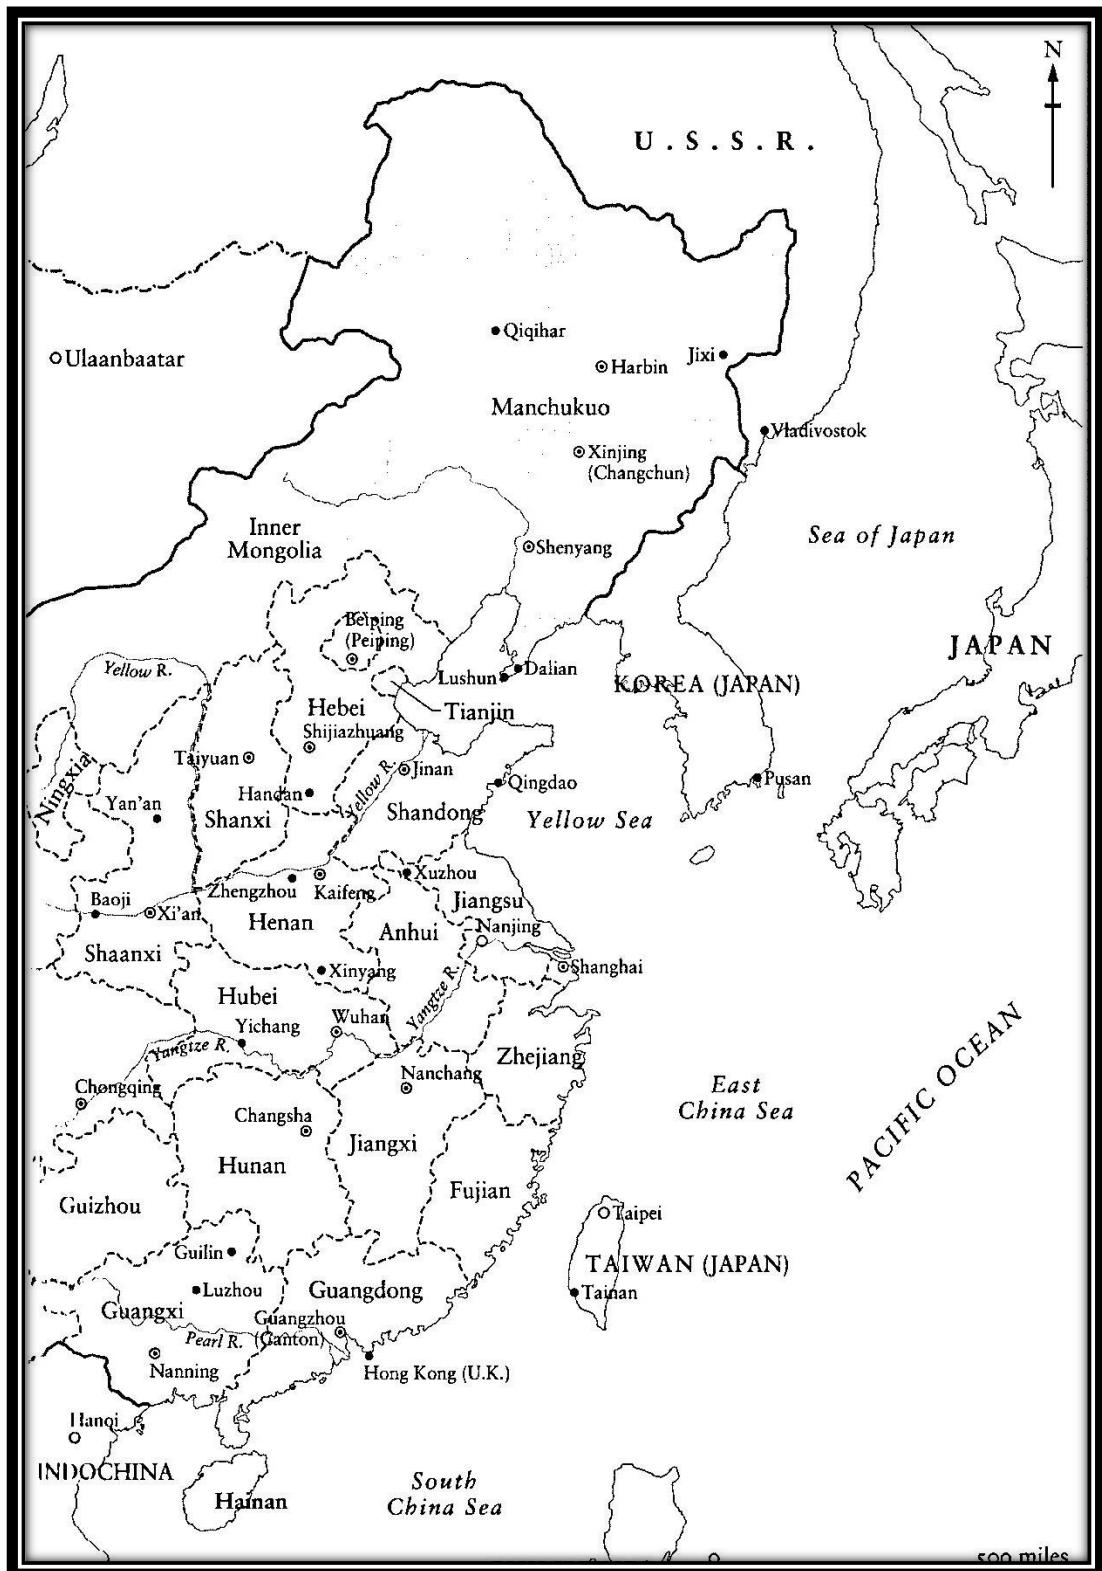 N
U.S.S.R.
Qiqihar
Ulaanbaatar
Harbin
Jixi
Manchukuo
Vladivostok
Xinjing
(Changchun)
Inner
Mongolia
Sea of Japan
Shenyang
Beiping
(Peiping)
JAPAN
Yellow R.
Lushun
Dalian
KOREA (JAPAN)
Hebei
Tianjin
Shijiazhuang
Taiyuan
Jinan
Ningxia
Yellow R.
Qingdao
Pusan
Handan
Yan'an
Shanxi
Shandong
Yellow Sea
Xuzhou
Zhengzhou
Kaifeng
Baoji
Jiangsu
Xi'an
Henan
Anhui
Nanjing
Shaanxi
Shanghai
Xinyang
Hubei
Yangtze R.
Wuhan
Yichang
Yangtze R.
Zhejiang
Nanchang
Chongqing
East
China Sea
PACIFIC OCEAN
Changsha
Jiangxi
Hunan
Fujian
Guizhou
Taipei
Guilin
TAIWAN (JAPAN)
Luzhou
Guangdong
Tainan
Guangxi
Guangzhou
(Canton)
Pearl R.
Nanning
Hong Kong (U.K.)
Hanoi
INDOCHINA
South
China Sea
Hainan
500 miles